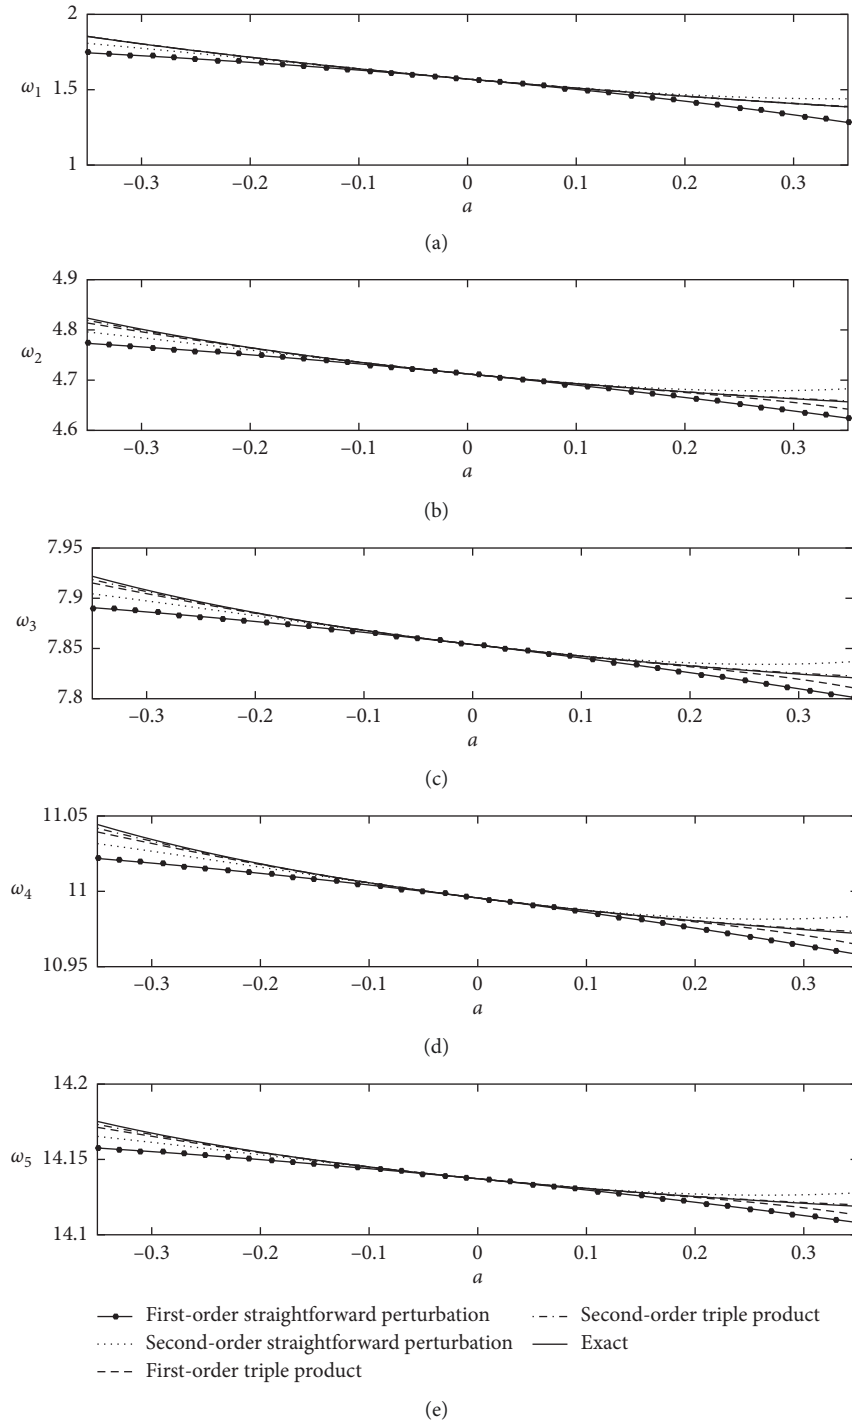 2
1.5
1
ω1
–0.3
–0.2
–0.1
0
0.1
0.2
0.3
a
(a)
4.9
4.8
4.7
4.6
ω2
–0.3
–0.2
–0.1
0
0.1
0.2
0.3
a
(b)
7.95
7.9
7.85
7.8
ω3
–0.3
–0.2
–0.1
0
0.1
0.2
0.3
a
(c)
11.05
11
10.95
ω4
–0.3
–0.2
–0.1
0
0.1
0.2
0.3
a
(d)
14.2
14.15
14.1
ω5
–0.3
–0.2
–0.1
0
0.1
0.2
0.3
a
First-order straightforward perturbation
Second-order straightforward perturbation
First-order triple product
Second-order triple product
Exact
(e)